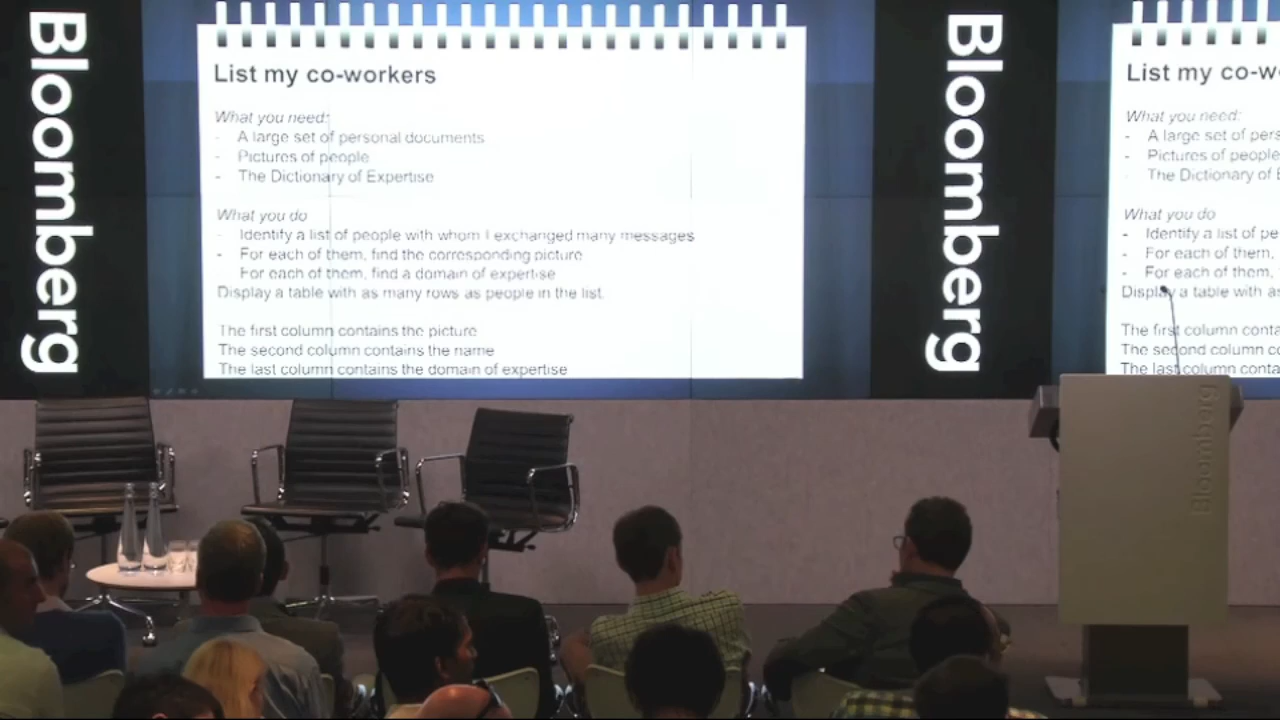 Bloomberg
List my co-workers
What you need:
- A large set of personal documents
- Pictures of people
- The Dictionary of Expertise
What you do
- Identify a list of people with whom I exchanged many messages
- For each of them, find the corresponding picture
For each of them, find a domain of expertise
Display a table with as many rows as people in the list.
The first column contains the picture
The second column contains the name
The last column contains the domain of expertise
Bloomberg
List my co-w
What you need:
- A large set of pers
- Pictures of people
- The Dictionary of E
What you do
- Identify a list of pe
- For each of them,
- For each of them,
Display a table with as
The first column conta
The second column c
The last column conta
Bloomberg